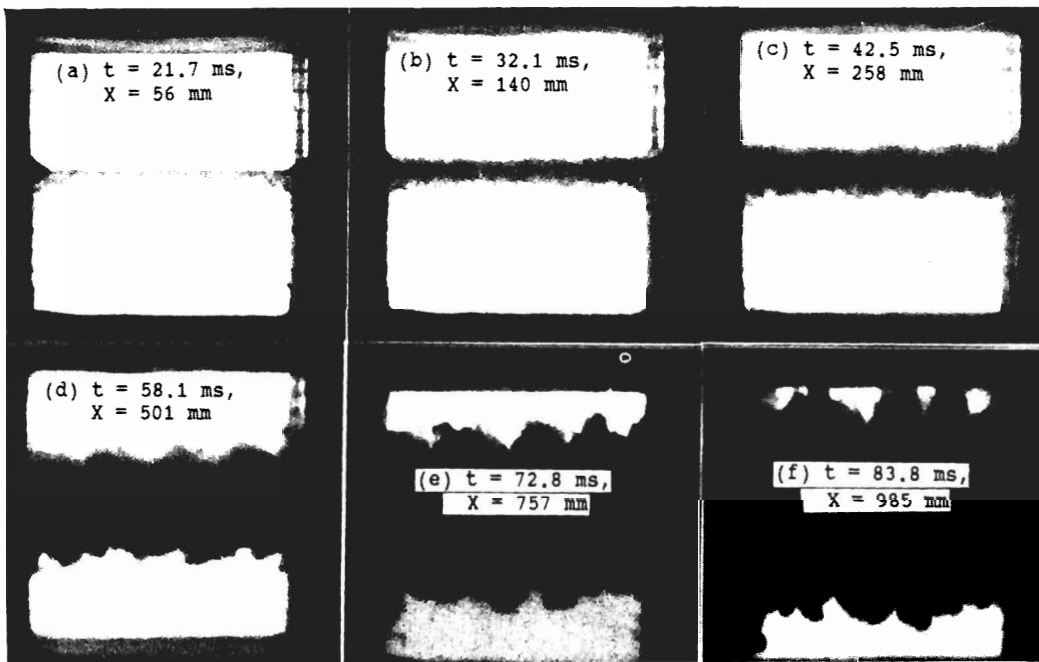 (a) t = 21.7 ms,
X = 56 mm
(b) t = 32.1 ms,
X = 140 mm
(c) t = 42.5 ms,
X = 258 mm
(d) t = 58.1 ms,
X = 501 mm
(e) t = 72.8 ms,
X = 757 mm
(f) t = 83.8 ms,
X = 985 mm